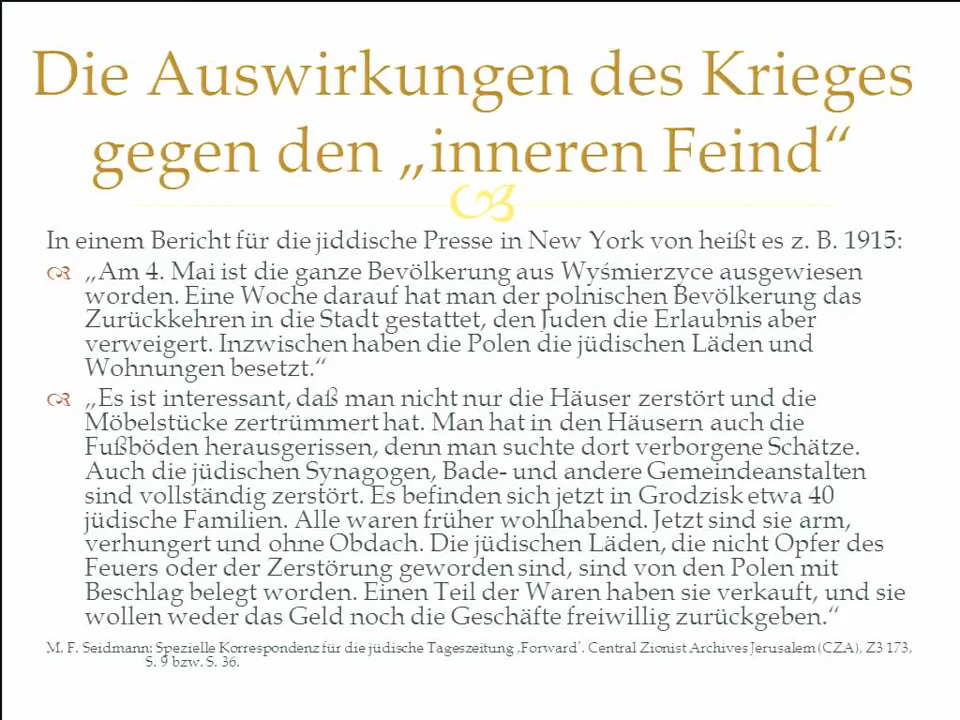 Die Auswirkungen des Krieges
gegen den „inneren Feind“
In einem Bericht für die jiddische Presse in New York von heißt es z. B. 1915:
„Am 4. Mai ist die ganze Bevölkerung aus Wyśmierzyce ausgewiesen
worden. Eine Woche darauf hat man der polnischen Bevölkerung das
Zurückkehren in die Stadt gestattet, den Juden die Erlaubnis aber
verweigert. Inzwischen haben die Polen die jüdischen Läden und
Wohnungen besetzt.“
„Es ist interessant, daß man nicht nur die Häuser zerstört und die
Möbelstücke zertrümmert hat. Man hat in den Häusern auch die
Fußböden herausgerissen, denn man suchte dort verborgene Schätze.
Auch die jüdischen Synagogen, Bade- und andere Gemeindeanstalten
sind vollständig zerstört. Es befinden sich jetzt in Grodzisk etwa 40
jüdische Familien. Alle waren früher wohlhabend. Jetzt sind sie arm,
verhungert und ohne Obdach. Die jüdischen Läden, die nicht Opfer des
Feuers oder der Zerstörung geworden sind, sind von den Polen mit
Beschlag belegt worden. Einen Teil der Waren haben sie verkauft, und sie
wollen weder das Geld noch die Geschäfte freiwillig zurückgeben.“
M. F. Seidmann: Spezielle Korrespondenz für die jüdische Tageszeitung ‚Forward‘. Central Zionist Archives Jerusalem (CZA), Z3 173,
S. 9 bzw. S. 36.